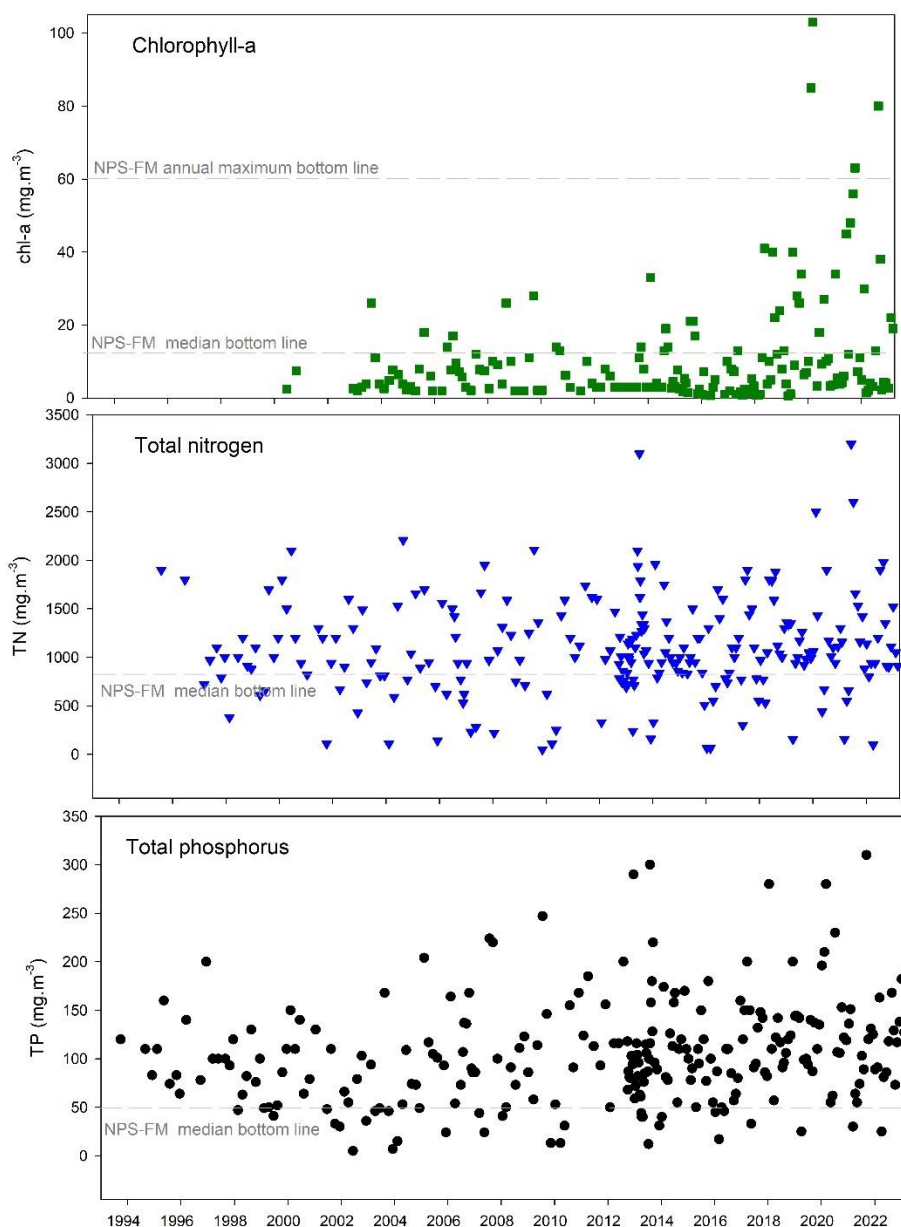 Chlorophyll-a
chl-a (mg.m-3)
100
80
60
40
20
0
NPS-FM annual maximum bottom line
NPS-FM median bottom line
Total nitrogen
TN (mg.m-3)
3500
3000
2500
2000
1500
1000
500
0
NPS-FM median bottom line
Total phosphorus
TP (mg.m-3)
350
300
250
200
150
100
50
0
NPS-FM median bottom line
1994 1996 1998 2000 2002 2004 2006 2008 2010 2012 2014 2016 2018 2020 2022